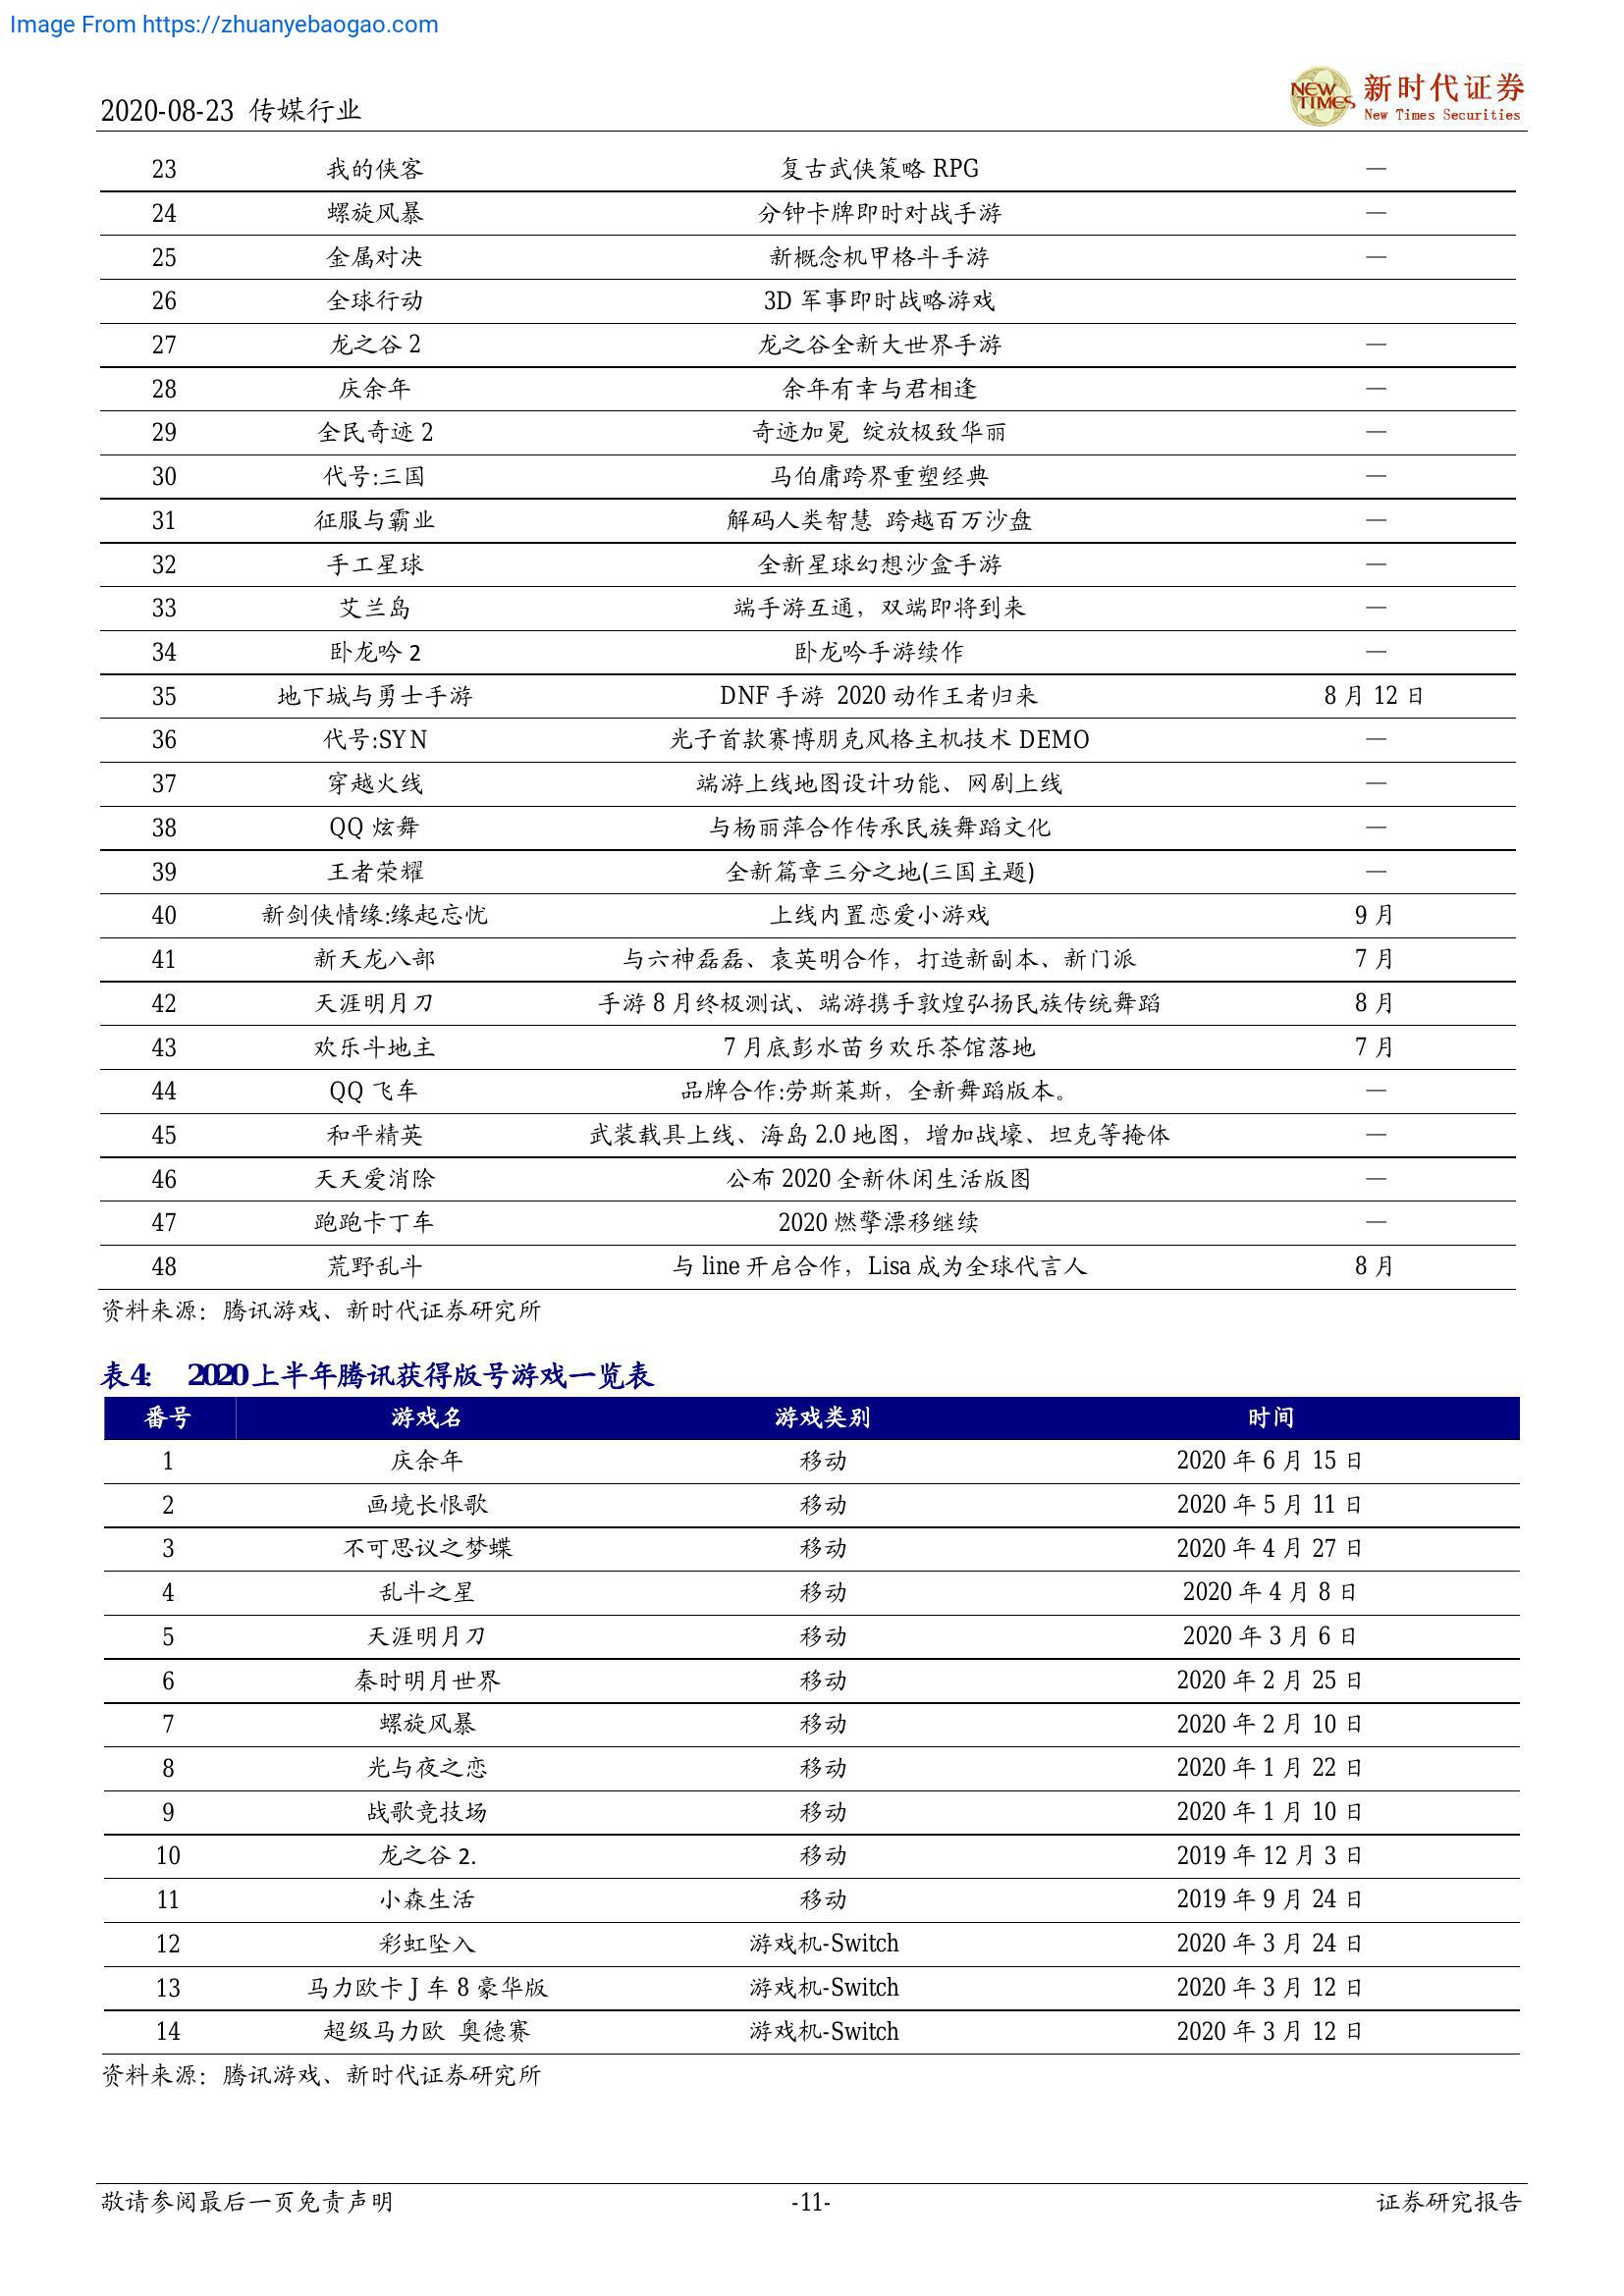 Image From https://zhuanyebaogao.com
2020-08-23 传媒行业
NEW TIMES 新时代证券
New Times Securities
23 我的侠客 复古武侠策略 RPG —
24 螺旋风暴 分钟卡牌即时对战手游 —
25 金属对决 新概念机甲格斗手游 —
26 全球行动 3D 军事即时战略游戏
27 龙之谷 2 龙之谷全新大世界手游 —
28 庆余年 余年有幸与君相逢 —
29 全民奇迹 2 奇迹加冕 绽放极致华丽 —
30 代号:三国 马伯庸跨界重塑经典 —
31 征服与霸业 解码人类智慧 跨越百万沙盘 —
32 手工星球 全新星球幻想沙盒手游 —
33 艾兰岛 端手游互通，双端即将到来 —
34 卧龙吟 2 卧龙吟手游续作 —
35 地下城与勇士手游 DNF 手游 2020 动作王者归来 8 月 12 日
36 代号:SYN 光子首款赛博朋克风格主机技术 DEMO —
37 穿越火线 端游上线地图设计功能、网剧上线 —
38 QQ 炫舞 与杨丽萍合作传承民族舞蹈文化 —
39 王者荣耀 全新篇章三分之地(三国主题) —
40 新剑侠情缘:缘起忘忧 上线内置恋爱小游戏 9 月
41 新天龙八部 与六神磊磊、袁英明合作，打造新副本、新门派 7 月
42 天涯明月刀 手游 8 月终极测试、端游携手敦煌弘扬民族传统舞蹈 8 月
43 欢乐斗地主 7 月底彭水苗乡欢乐茶馆落地 7 月
44 QQ 飞车 品牌合作:劳斯莱斯，全新舞蹈版本。 —
45 和平精英 武装载具上线、海岛 2.0 地图，增加战壕、坦克等掩体 —
46 天天爱消除 公布 2020 全新休闲生活版图 —
47 跑跑卡丁车 2020 燃擎漂移继续 —
48 荒野乱斗 与 line 开启合作，Lisa 成为全球代言人 8 月
资料来源：腾讯游戏、新时代证券研究所
表4: 2020上半年腾讯获得版号游戏一览表
番号 游戏名 游戏类别 时间
1 庆余年 移动 2020 年 6 月 15 日
2 画境长恨歌 移动 2020 年 5 月 11 日
3 不可思议之梦蝶 移动 2020 年 4 月 27 日
4 乱斗之星 移动 2020 年 4 月 8 日
5 天涯明月刀 移动 2020 年 3 月 6 日
6 秦时明月世界 移动 2020 年 2 月 25 日
7 螺旋风暴 移动 2020 年 2 月 10 日
8 光与夜之恋 移动 2020 年 1 月 22 日
9 战歌竞技场 移动 2020 年 1 月 10 日
10 龙之谷 2. 移动 2019 年 12 月 3 日
11 小森生活 移动 2019 年 9 月 24 日
12 彩虹坠入 游戏机-Switch 2020 年 3 月 24 日
13 马力欧卡 J 车 8 豪华版 游戏机-Switch 2020 年 3 月 12 日
14 超级马力欧 奥德赛 游戏机-Switch 2020 年 3 月 12 日
资料来源：腾讯游戏、新时代证券研究所
敬请参阅最后一页免责声明 -11- 证券研究报告